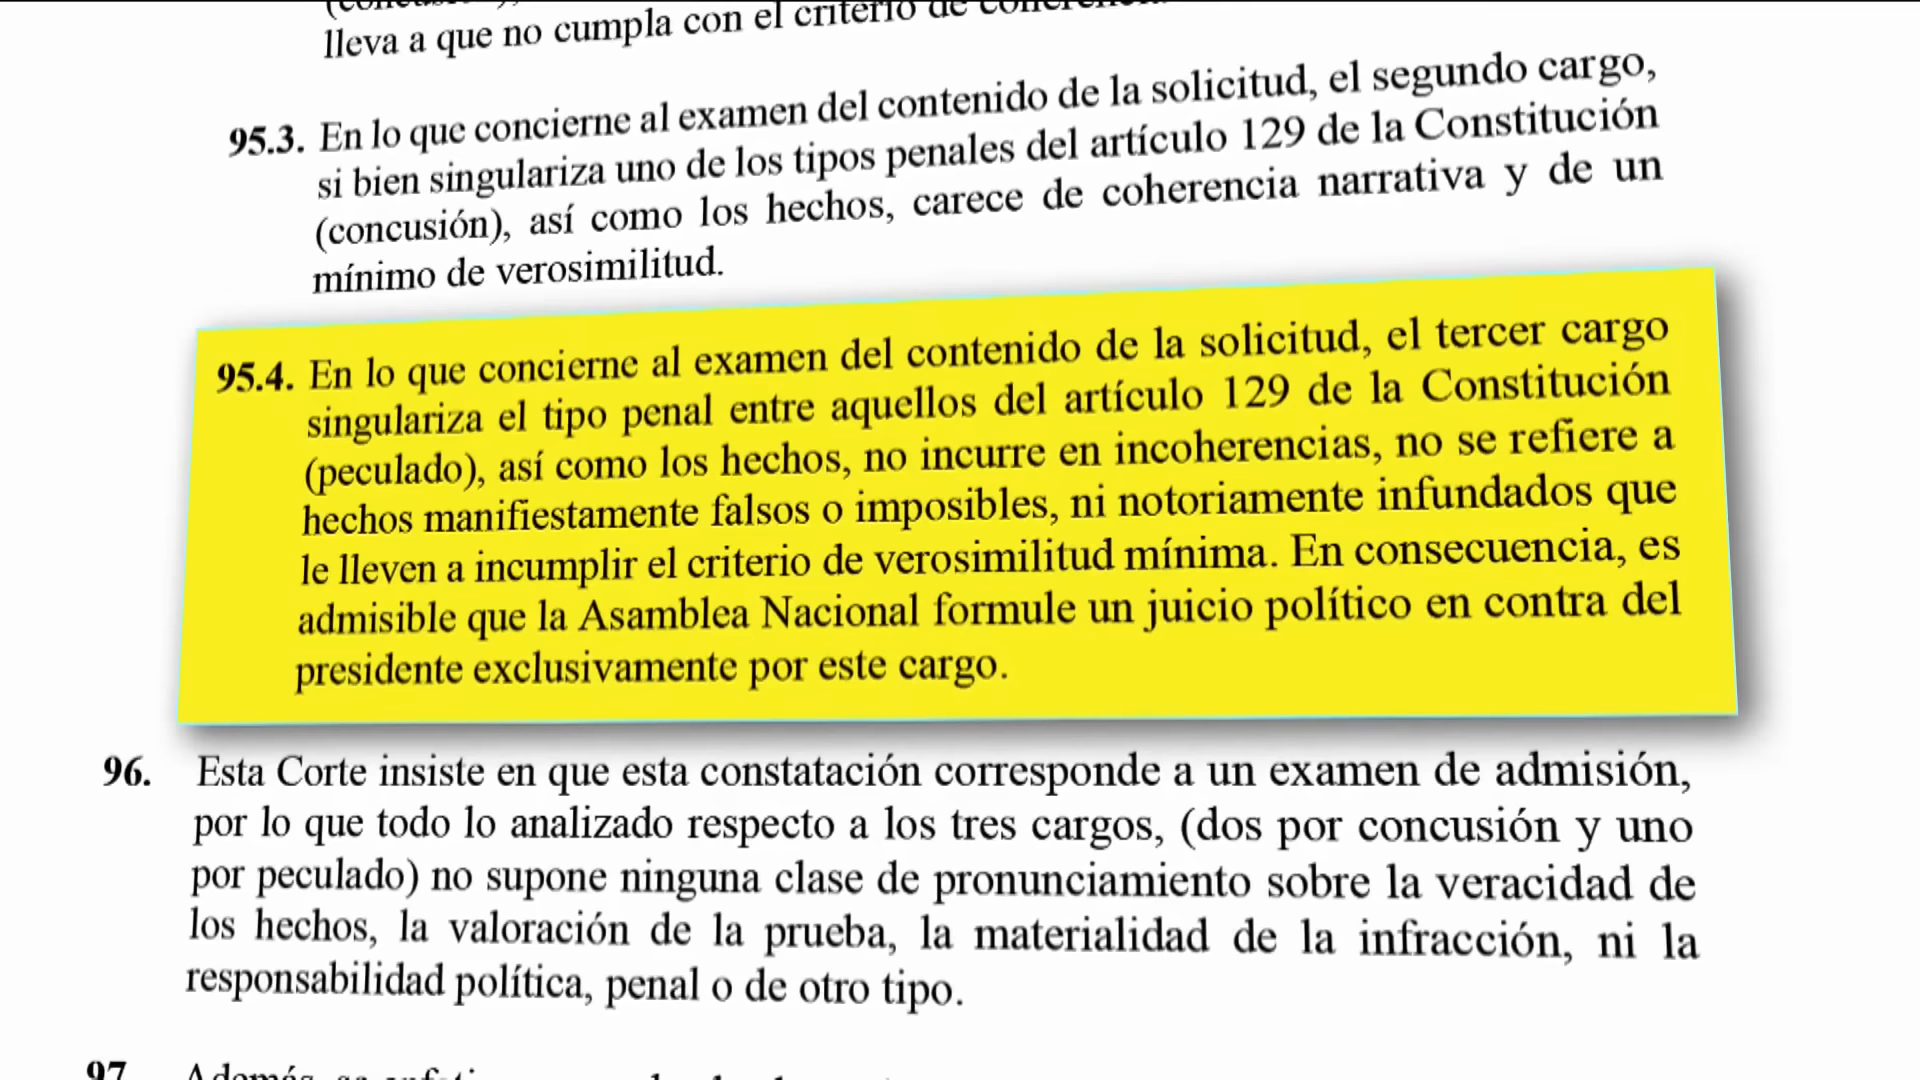 lleva a que no cumpla con el criterio de
95.3. En lo que concierne al examen del contenido de la solicitud, el segundo cargo,
si bien singulariza uno de los tipos penales del artículo 129 de la Constitución
(concusión), así como los hechos, carece de coherencia narrativa y de un
mínimo de verosimilitud.
95.4. En lo que concierne al examen del contenido de la solicitud, el tercer cargo
singulariza el tipo penal entre aquellos del artículo 129 de la Constitución
(peculado), así como los hechos, no incurre en incoherencias, no se refiere a
hechos manifiestamente falsos o imposibles, ni notoriamente infundados que
le lleven a incumplir el criterio de verosimilitud mínima. En consecuencia, es
admisible que la Asamblea Nacional formule un juicio político en contra del
presidente exclusivamente por este cargo.
96. Esta Corte insiste en que esta constatación corresponde a un examen de admisión,
por lo que todo lo analizado respecto a los tres cargos, (dos por concusión y uno
por peculado) no supone ninguna clase de pronunciamiento sobre la veracidad de
los hechos, la valoración de la prueba, la materialidad de la infracción, ni la
responsabilidad política, penal o de otro tipo.
97 Además